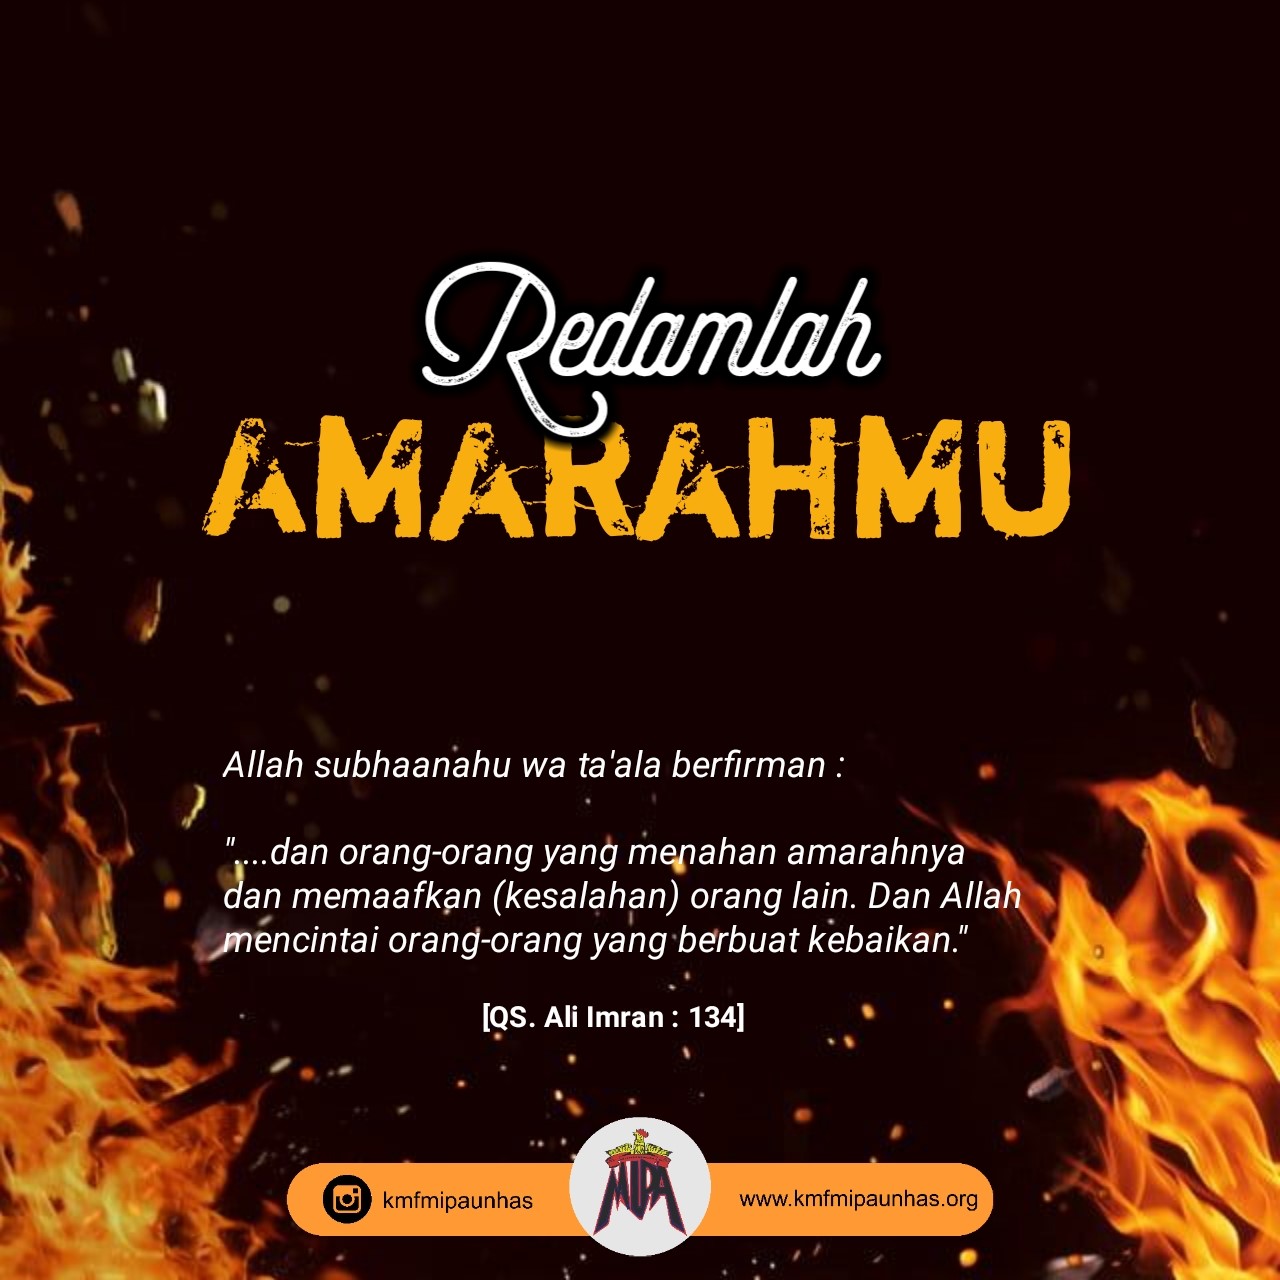 Redamlah
AMARAHMU
Allah subhaanahu wa ta'ala berfirman :
"....dan orang-orang yang menahan amarahnya
dan memaafkan (kesalahan) orang lain. Dan Allah
mencintai orang-orang yang berbuat kebaikan."
[QS. Ali Imran : 134]
kmfmipaunhas
MIPA
www.kmfmipaunhas.org